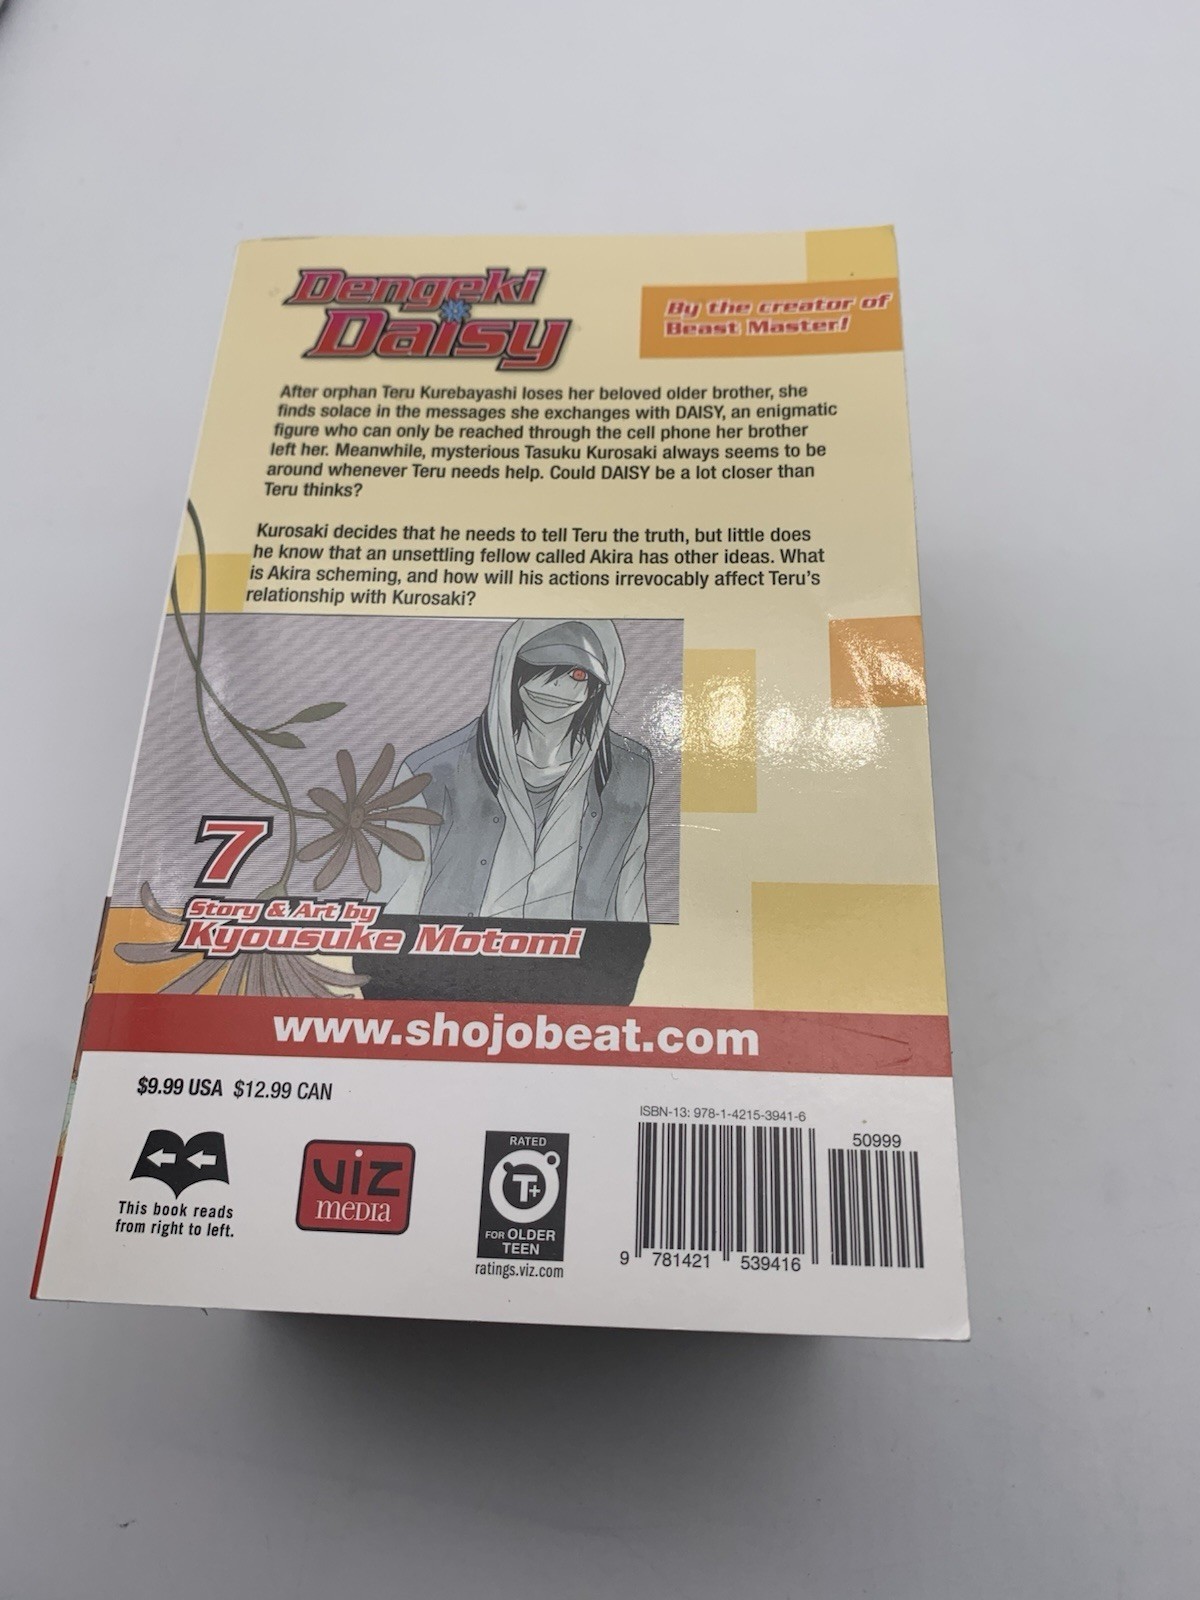 Dengeki
Daisy
By the creator of
Beast Master!
After orphan Teru Kurebayashi loses her beloved older brother, she
finds solace in the messages she exchanges with DAISY, an enigmatic
figure who can only be reached through the cell phone her brother
left her. Meanwhile, mysterious Tasuku Kurosaki always seems to be
around whenever Teru needs help. Could DAISY be a lot closer than
Teru thinks?
Kurosaki decides that he needs to tell Teru the truth, but little does
he know that an unsettling fellow called Akira has other ideas. What
is Akira scheming, and how will his actions irrevocably affect Teru's
relationship with Kurosaki?
7
Story & Art by
Kyousuke Motomi
www.shojobeat.com
$9.99 USA $12.99 CAN
This book reads
from right to left.
viz
media
RATED
T+
FOR OLDER
TEEN
ratings.viz.com
ISBN-13: 978-1-4215-3941-6
50999
9 781421 539416